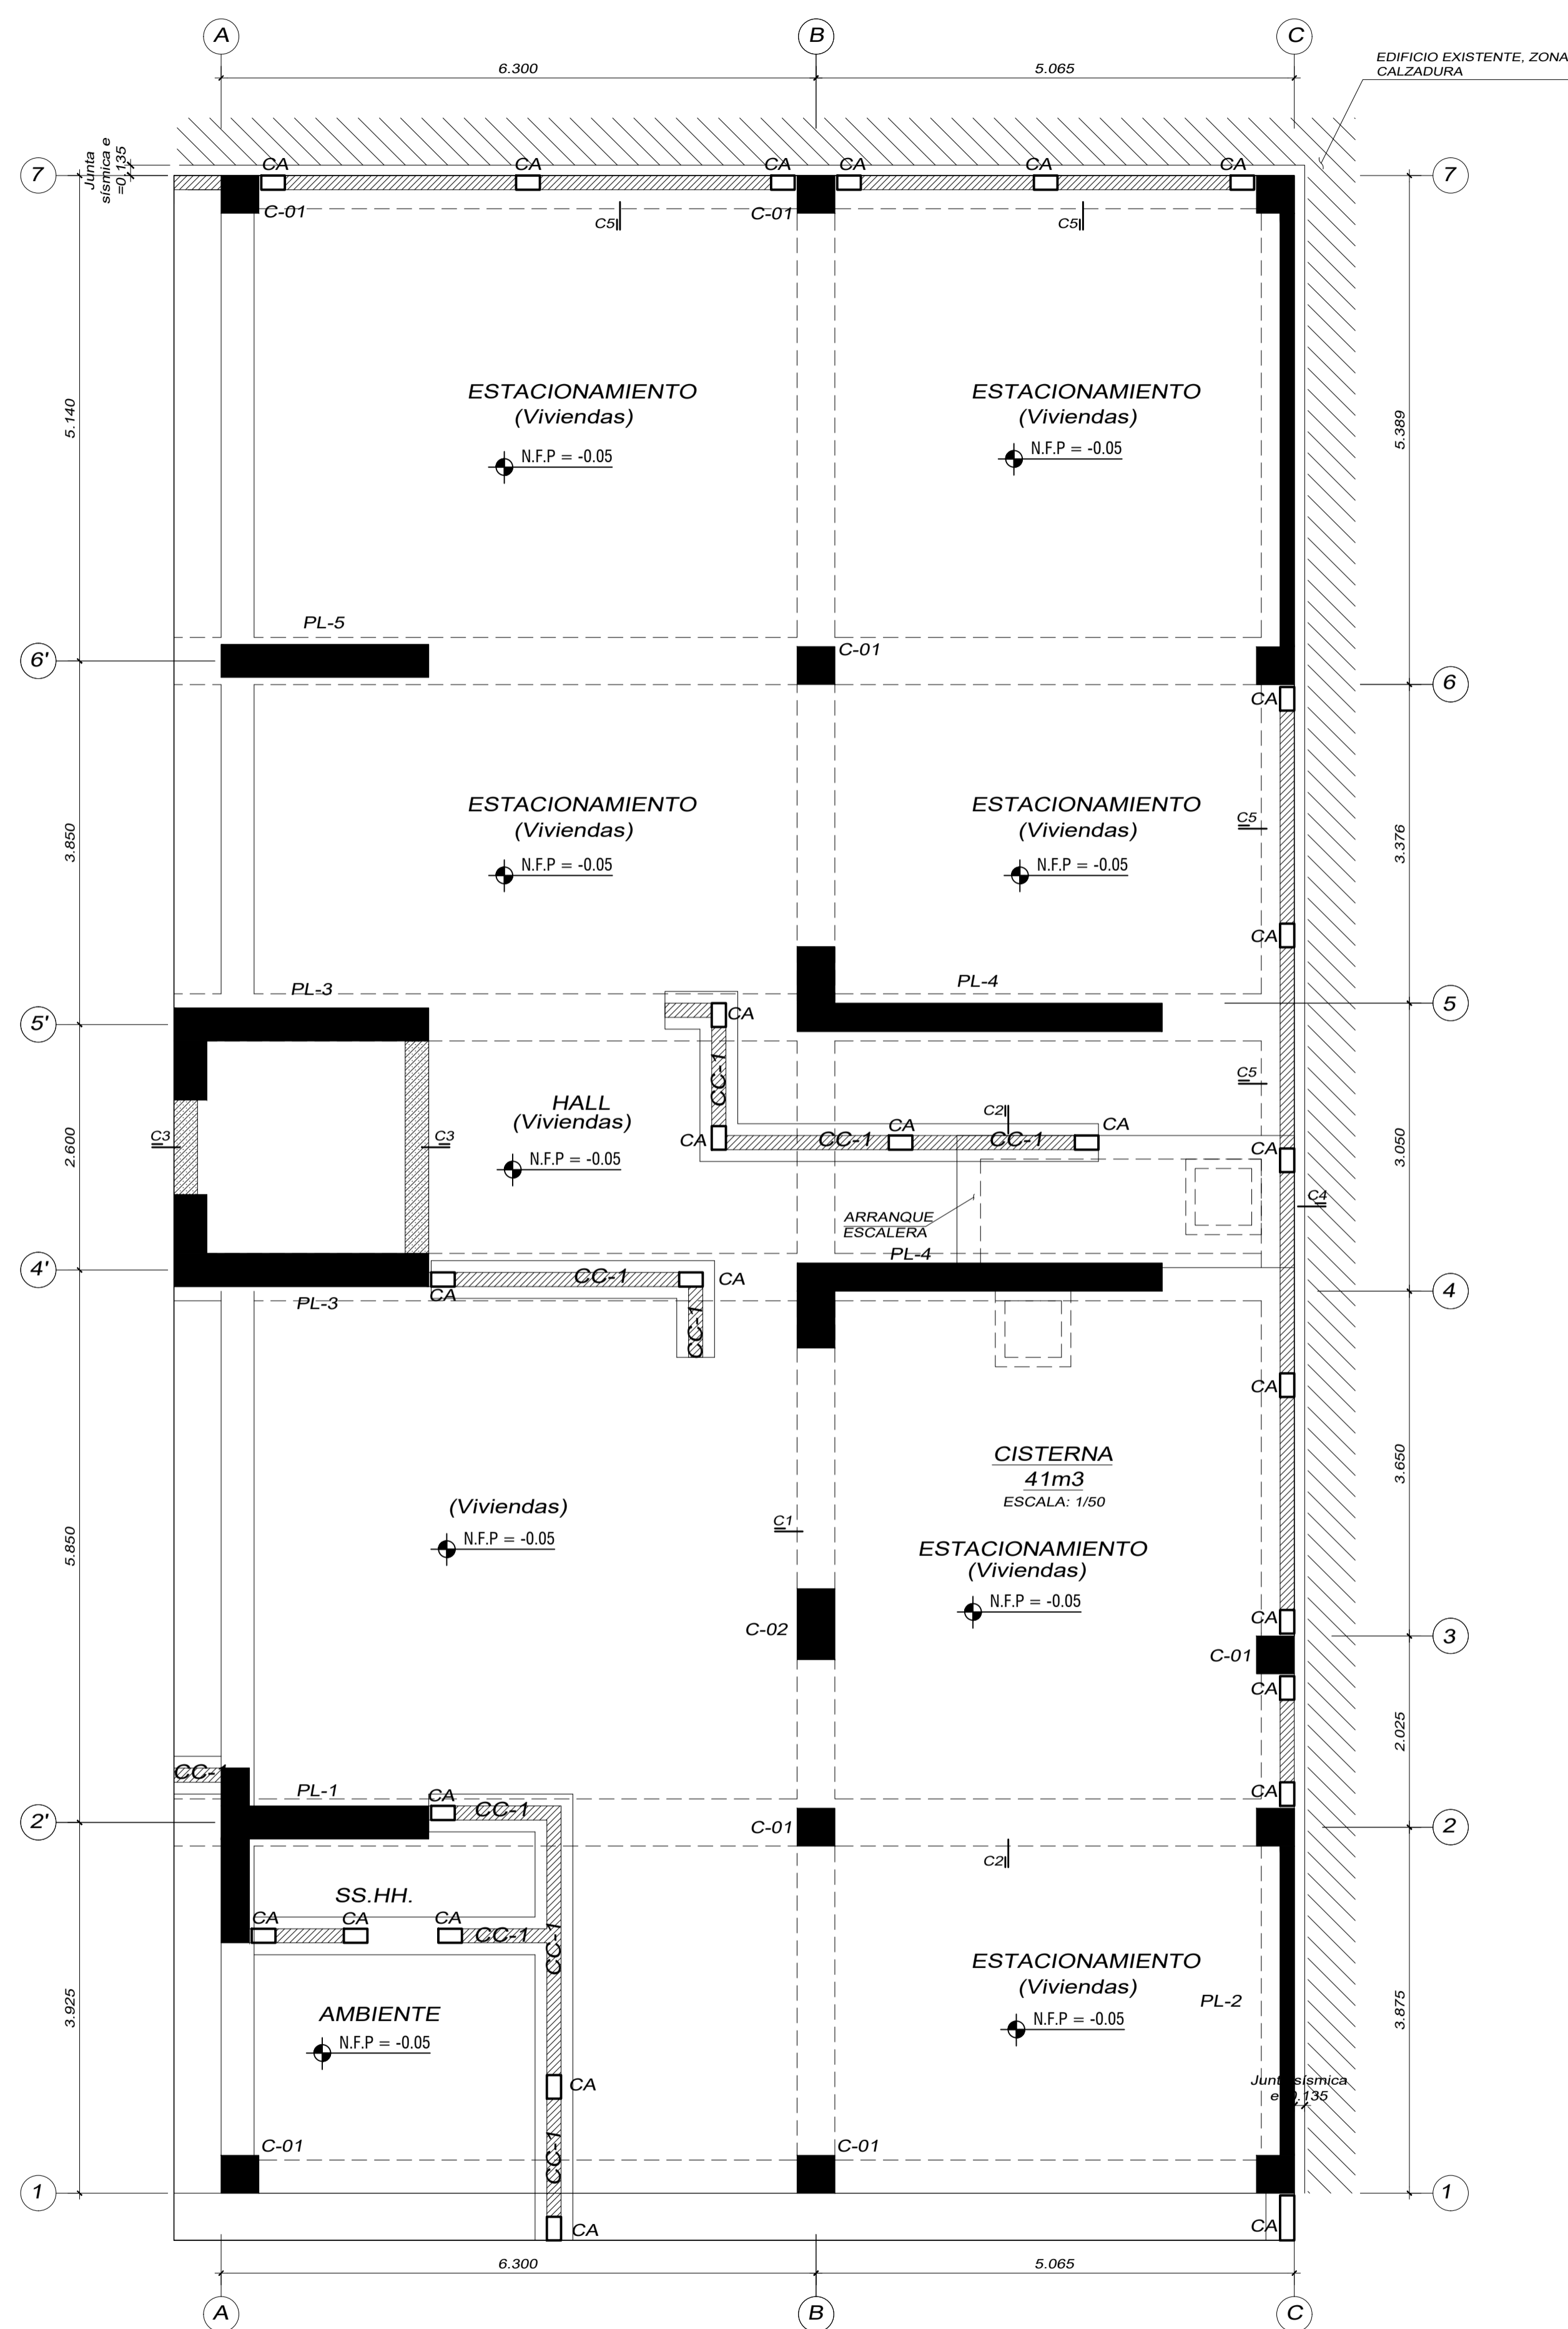 A
B
C
6.300
5.065
EDIFICIO EXISTENTE, ZONA
CALZADURA
Junta
sísmica e
=0.135
7
CA
CA
CA
CA
CA
CA
7
C-01
C-01
C5
C5
ESTACIONAMIENTO
(Viviendas)
N.F.P = -0.05
ESTACIONAMIENTO
(Viviendas)
N.F.P = -0.05
5.140
5.389
PL-5
C-01
6'
6
CA
ESTACIONAMIENTO
(Viviendas)
N.F.P = -0.05
ESTACIONAMIENTO
(Viviendas)
N.F.P = -0.05
C5
3.850
3.376
CA
PL-3
PL-4
5'
5
CA
CC-1
C5
HALL
(Viviendas)
N.F.P = -0.05
C2
CA
CC-1
CA
CC-1
CA
CA
C3
C3
2.600
3.050
C4
ARRANQUE
ESCALERA
PL-4
4'
CC-1
CA
CA
4
PL-3
CC-1
CA
CISTERNA
41m3
ESCALA: 1/50
(Viviendas)
N.F.P = -0.05
C1
ESTACIONAMIENTO
(Viviendas)
N.F.P = -0.05
5.850
3.650
CA
C-02
3
C-01
CA
2.025
CC-1
PL-1
CA
CC-1
CA
2'
C-01
2
C2
SS.HH.
CA
CA
CA
CC-1
CC-1
ESTACIONAMIENTO
(Viviendas)
N.F.P = -0.05
PL-2
AMBIENTE
N.F.P = -0.05
3.925
3.875
CA
Junta sísmica
e=0.135
C-01
CC-1
C-01
1
1
CA
CA
6.300
5.065
A
B
C